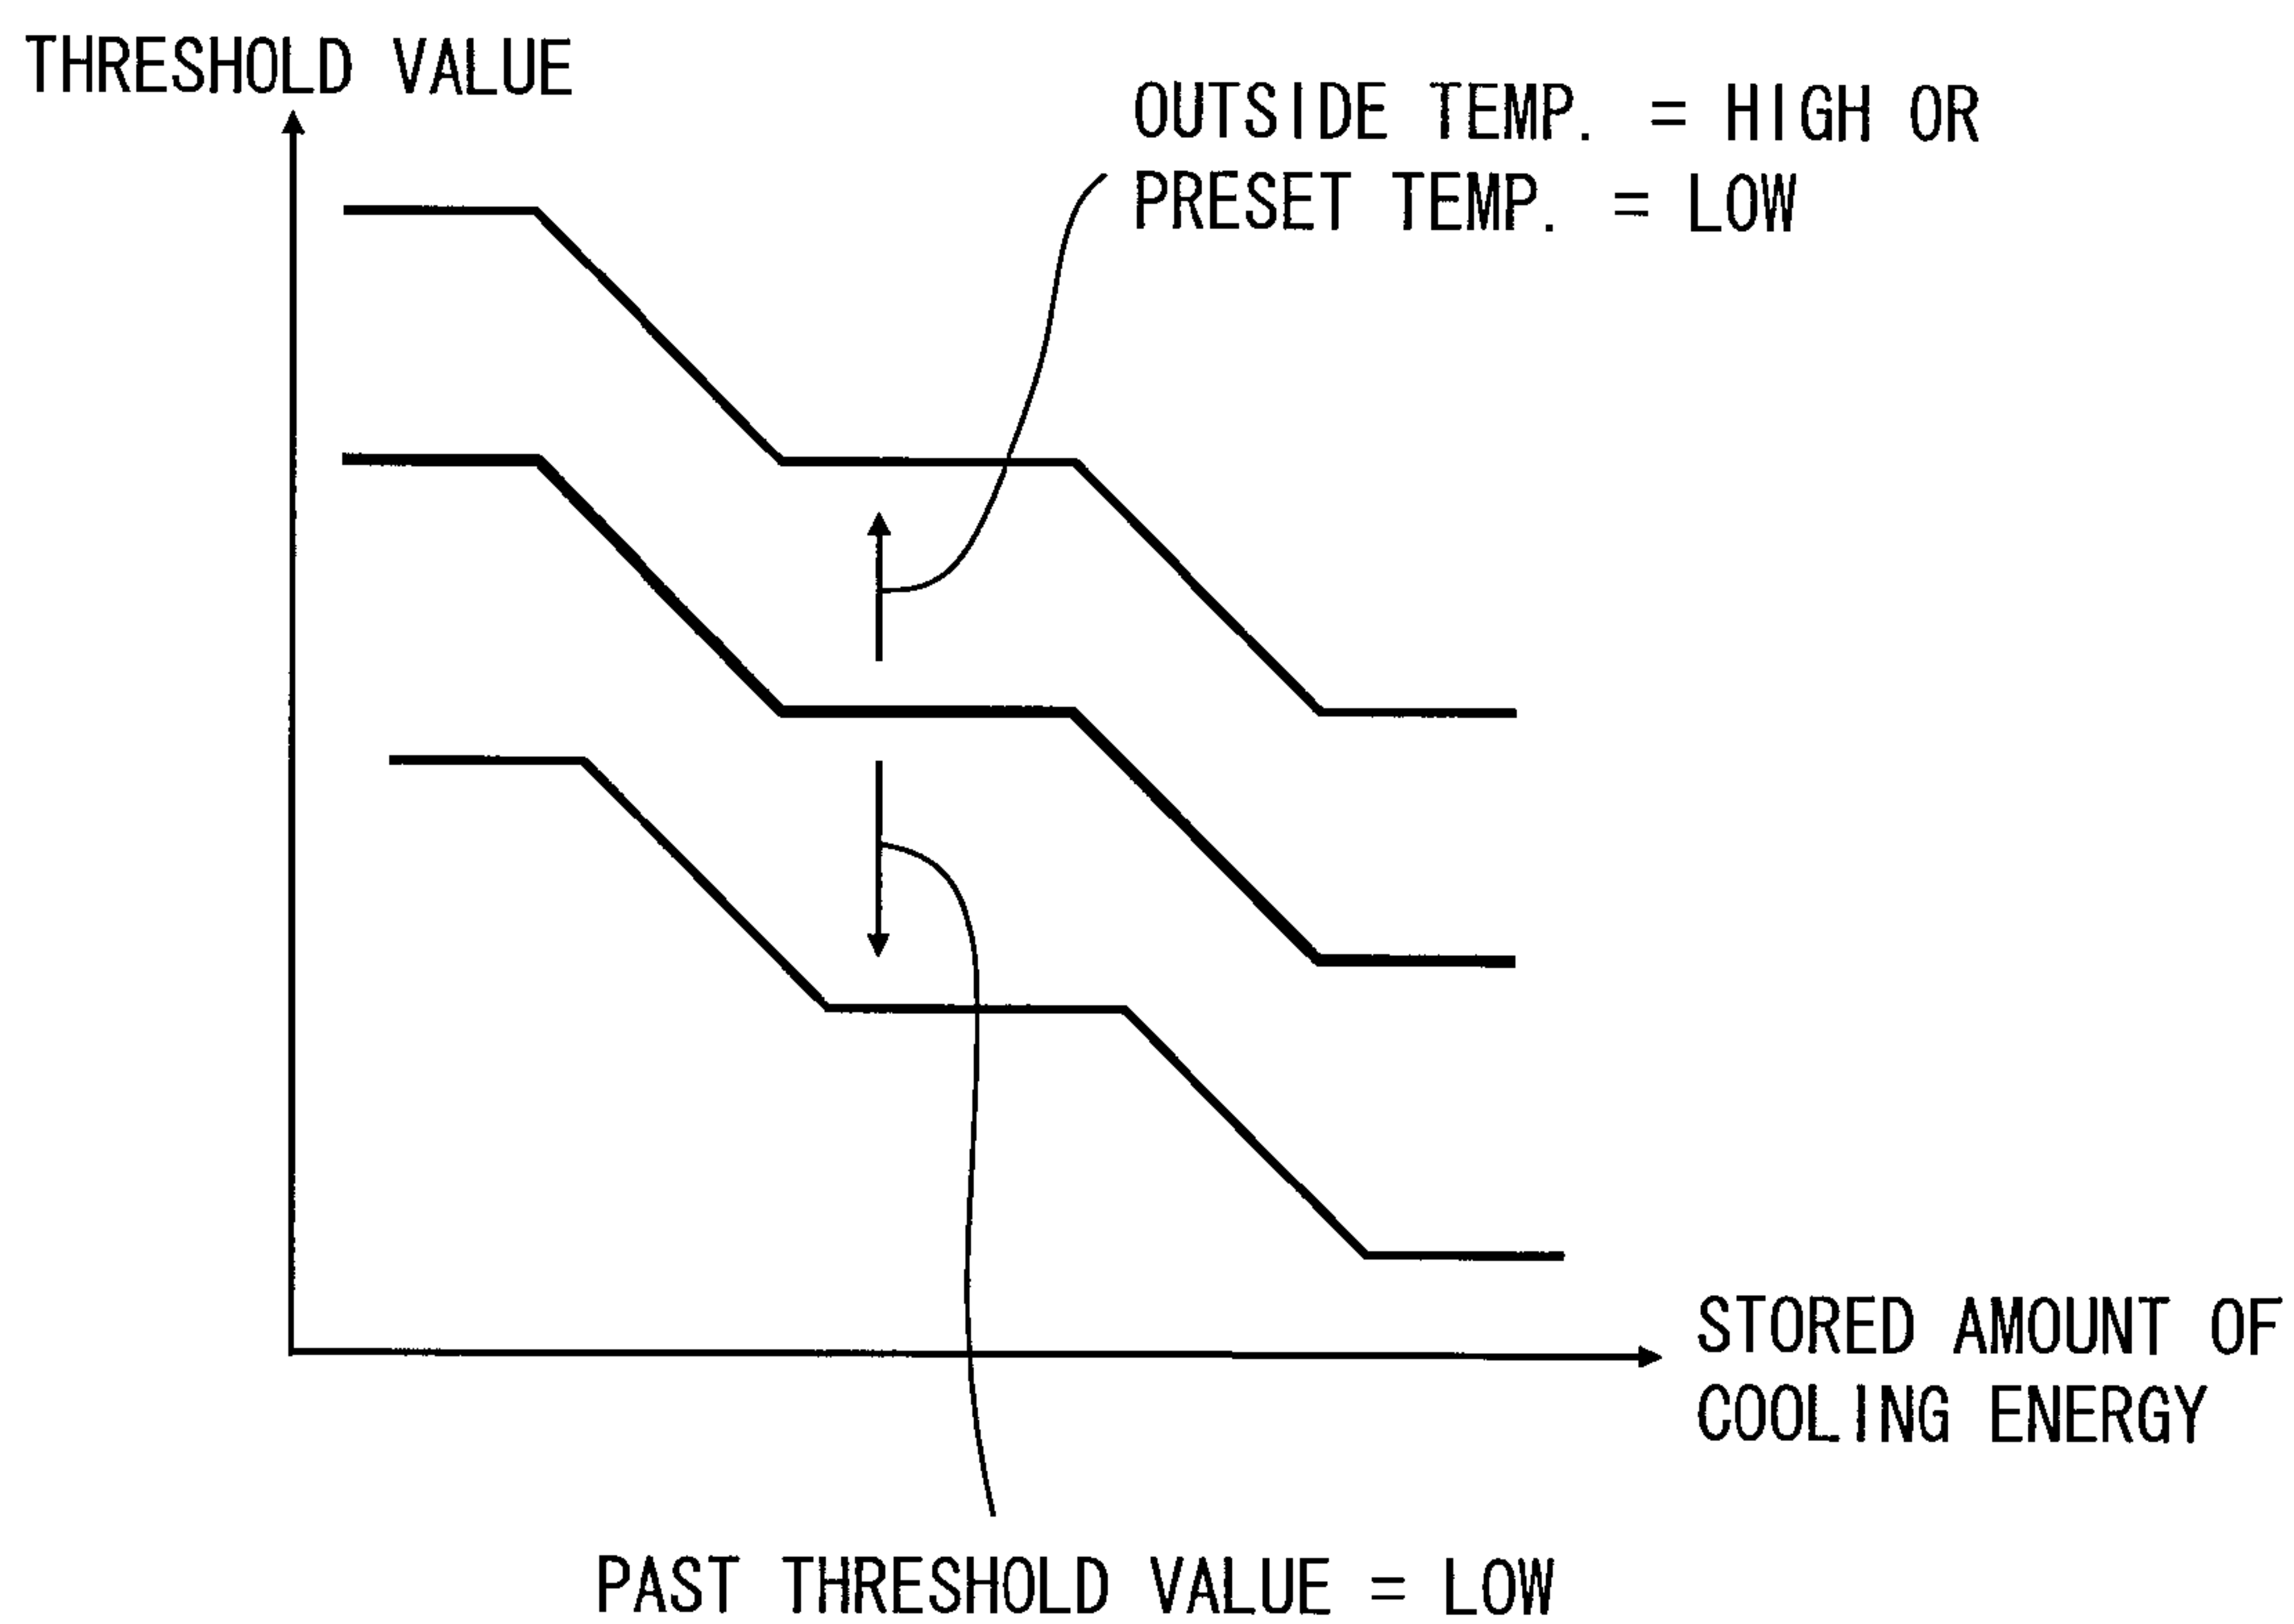 THRESHOLD VALUE
OUTSIDE TEMP. = HIGH OR
PRESET TEMP. = LOW
STORED AMOUNT OF
COOLING ENERGY
PAST THRESHOLD VALUE = LOW